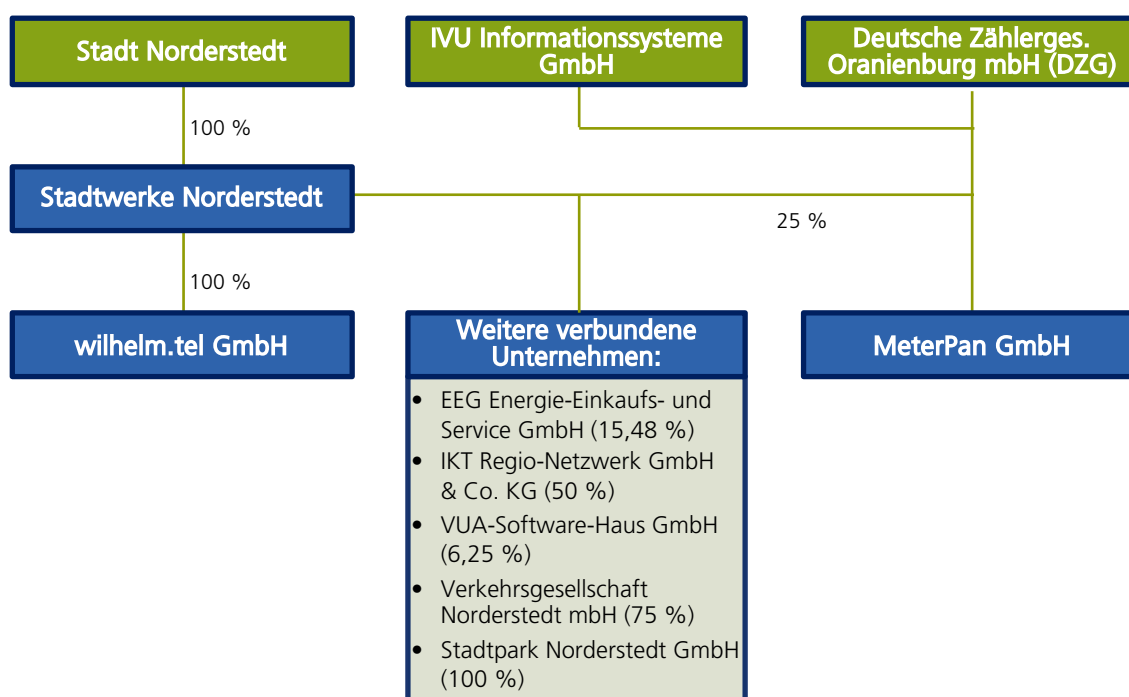 Stadt Norderstedt
IVU Informationssysteme
GmbH
Deutsche Zählerges.
Oranienburg mbH (DZG)
100 %
Stadtwerke Norderstedt
25 %
100 %
wilhelm.tel GmbH
Weitere verbundene
Unternehmen:
MeterPan GmbH
• EEG Energie-Einkaufs- und
Service GmbH (15,48 %)
• IKT Regio-Netzwerk GmbH
& Co. KG (50 %)
• VUA-Software-Haus GmbH
(6,25 %)
• Verkehrsgesellschaft
Norderstedt mbH (75 %)
• Stadtpark Norderstedt GmbH
(100 %)